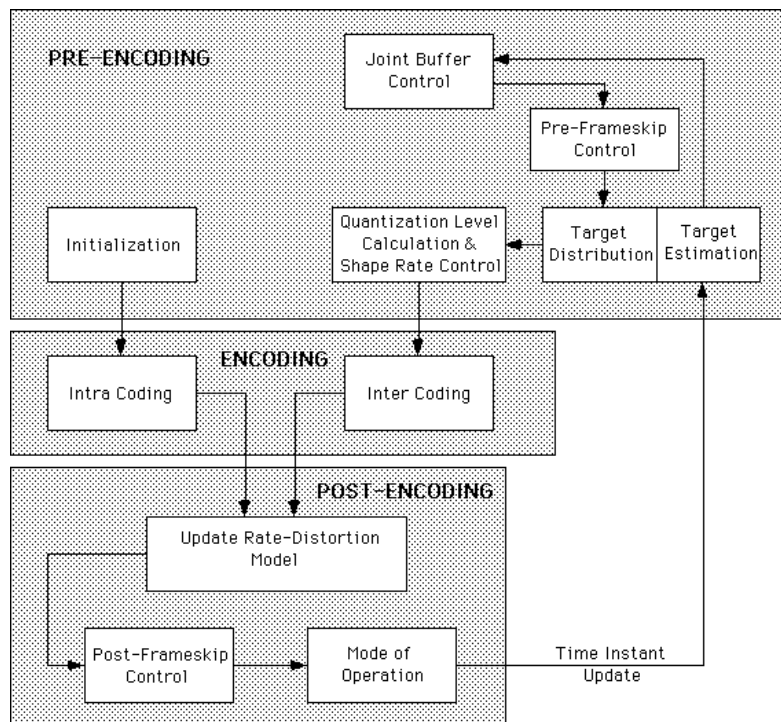 PRE-ENCODING
Joint Buffer
Control
Pre-Frameskip
Control
Initialization
Quantization Level
Calculation &
Shape Rate Control
Target
Distribution
Target
Estimation
ENCODING
Intra Coding
Inter Coding
POST-ENCODING
Update Rate-Distortion
Model
Post-Frameskip
Control
Mode of
Operation
Time Instant
Update